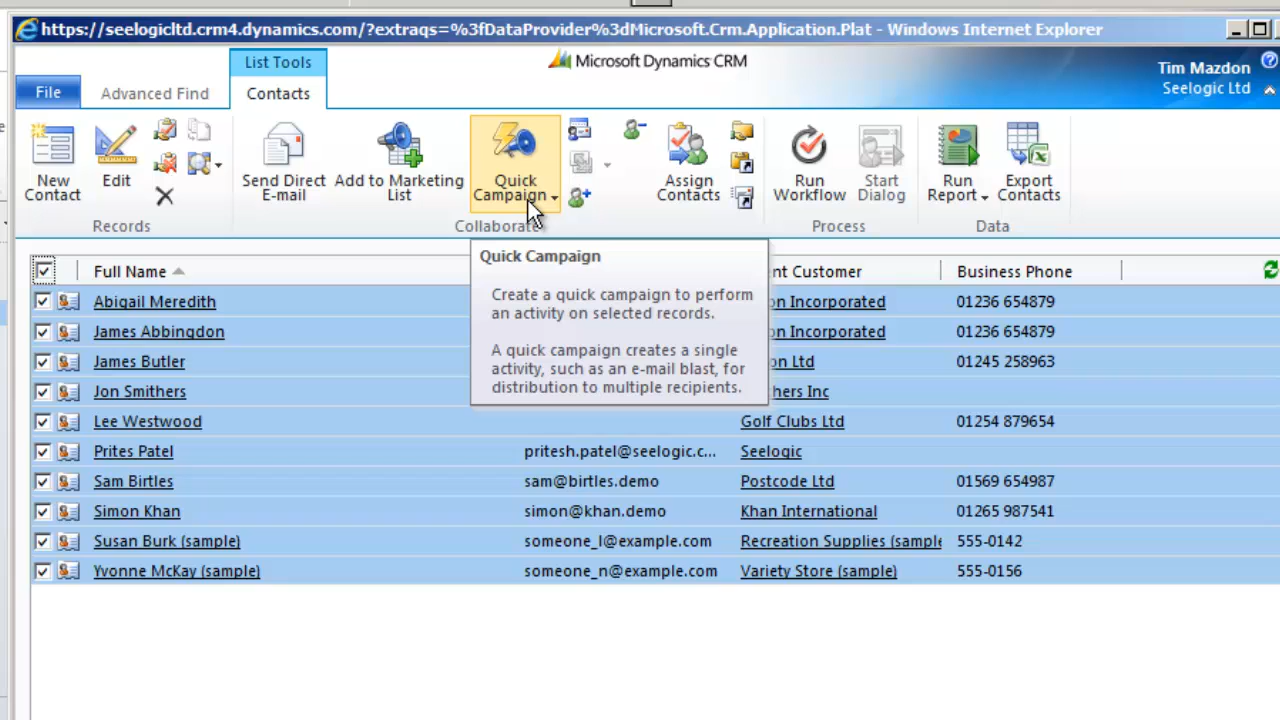 https://seelogicltd.crm4.dynamics.com/?extraqs=%3fDataProvider%3dMicrosoft.Crm.Application.Plat - Windows Internet Explorer
List Tools
Microsoft Dynamics CRM
Tim Mazdon
Seelogic Ltd
File Advanced Find Contacts
New Contact
Edit
Send Direct E-mail
Add to Marketing List
Quick Campaign
Assign Contacts
Run Workflow
Start Dialog
Run Report
Export Contacts
Records Collaborate Process Data
Quick Campaign
Create a quick campaign to perform
an activity on selected records.
A quick campaign creates a single
activity, such as an e-mail blast, for
distribution to multiple recipients.
Full Name Customer Business Phone
Abigail Meredith Incorporated 01236 654879
James Abbingdon Incorporated 01236 654879
James Butler Ltd 01245 258963
Jon Smithers Inc
Lee Westwood Golf Clubs Ltd 01254 879654
Prites Patel pritesh.patel@seelogic.c... Seelogic
Sam Birtles sam@birtles.demo Postcode Ltd 01569 654987
Simon Khan simon@khan.demo Khan International 01265 987541
Susan Burk (sample) someone_l@example.com Recreation Supplies (sample 555-0142
Yvonne McKay (sample) someone_n@example.com Variety Store (sample) 555-0156